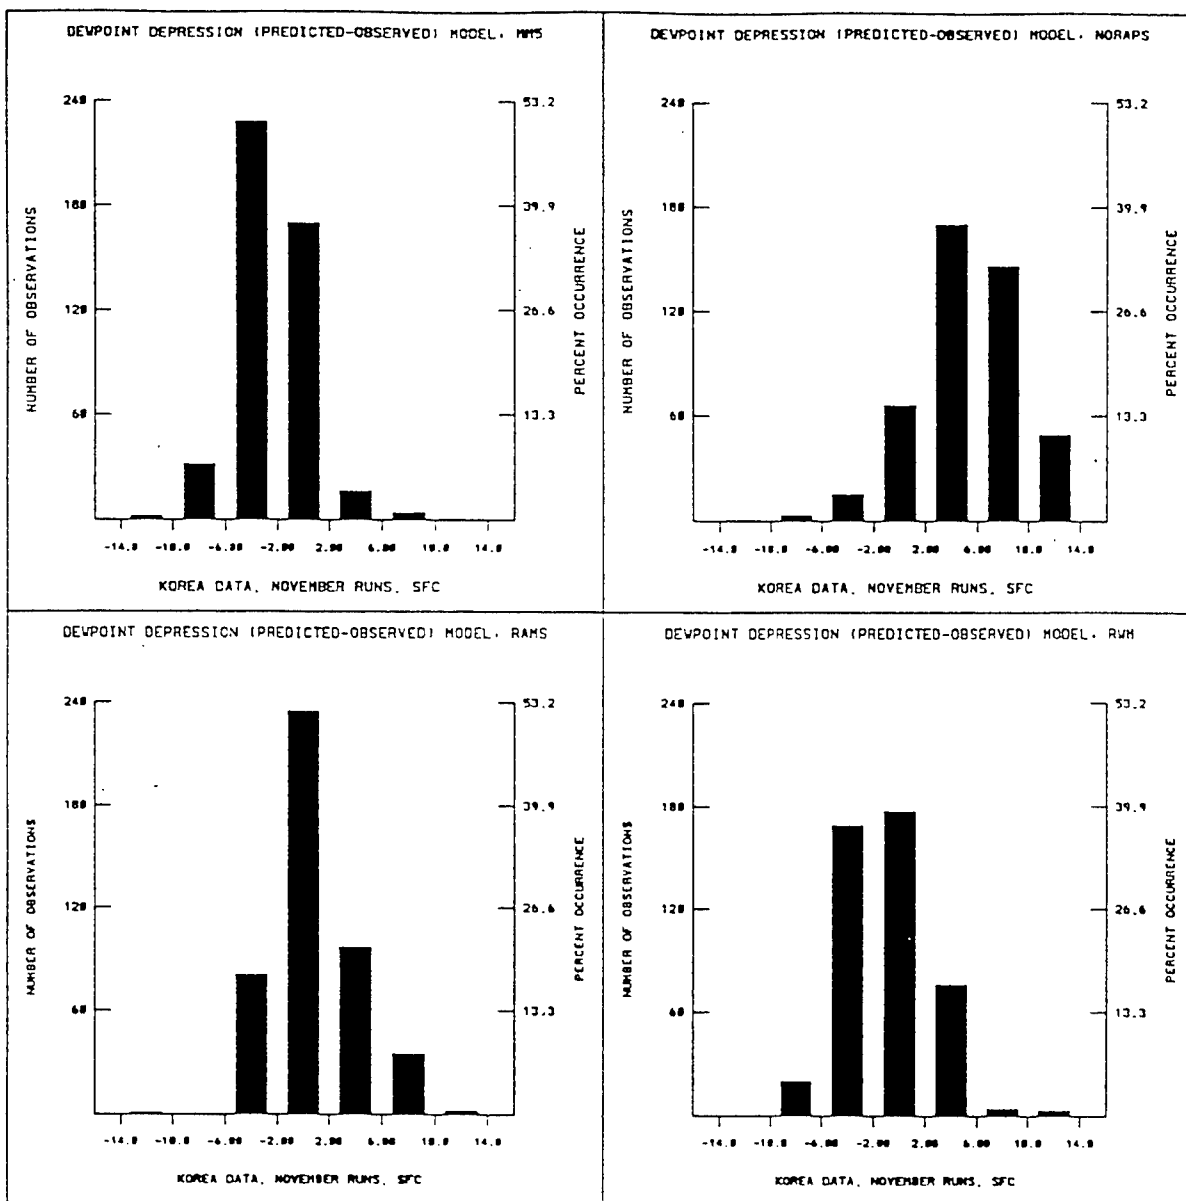 DEWPOINT DEPRESSION (PREDICTED-OBSERVED) MODEL. MM5
240
180
120
60
NUMBER OF OBSERVATIONS
53.2
39.9
26.6
13.3
PERCENT OCCURRENCE
-14.0 -10.0 -6.00 -2.00 2.00 6.00 10.0 14.0
KOREA DATA, NOVEMBER RUNS, SFC
DEWPOINT DEPRESSION (PREDICTED-OBSERVED) MODEL. NORAPS
240
180
120
60
NUMBER OF OBSERVATIONS
53.2
39.9
26.6
13.3
PERCENT OCCURRENCE
-14.0 -10.0 -6.00 -2.00 2.00 6.00 10.0 14.0
KOREA DATA, NOVEMBER RUNS, SFC
DEWPOINT DEPRESSION (PREDICTED-OBSERVED) MODEL. RAMS
240
180
120
60
NUMBER OF OBSERVATIONS
53.2
39.9
26.6
13.3
PERCENT OCCURRENCE
-14.0 -10.0 -6.00 -2.00 2.00 6.00 10.0 14.0
KOREA DATA, NOVEMBER RUNS, SFC
DEWPOINT DEPRESSION (PREDICTED-OBSERVED) MODEL. RWM
240
180
120
60
NUMBER OF OBSERVATIONS
53.2
39.9
26.6
13.3
PERCENT OCCURRENCE
-14.0 -10.0 -6.00 -2.00 2.00 6.00 10.0 14.0
KOREA DATA, NOVEMBER RUNS, SFC